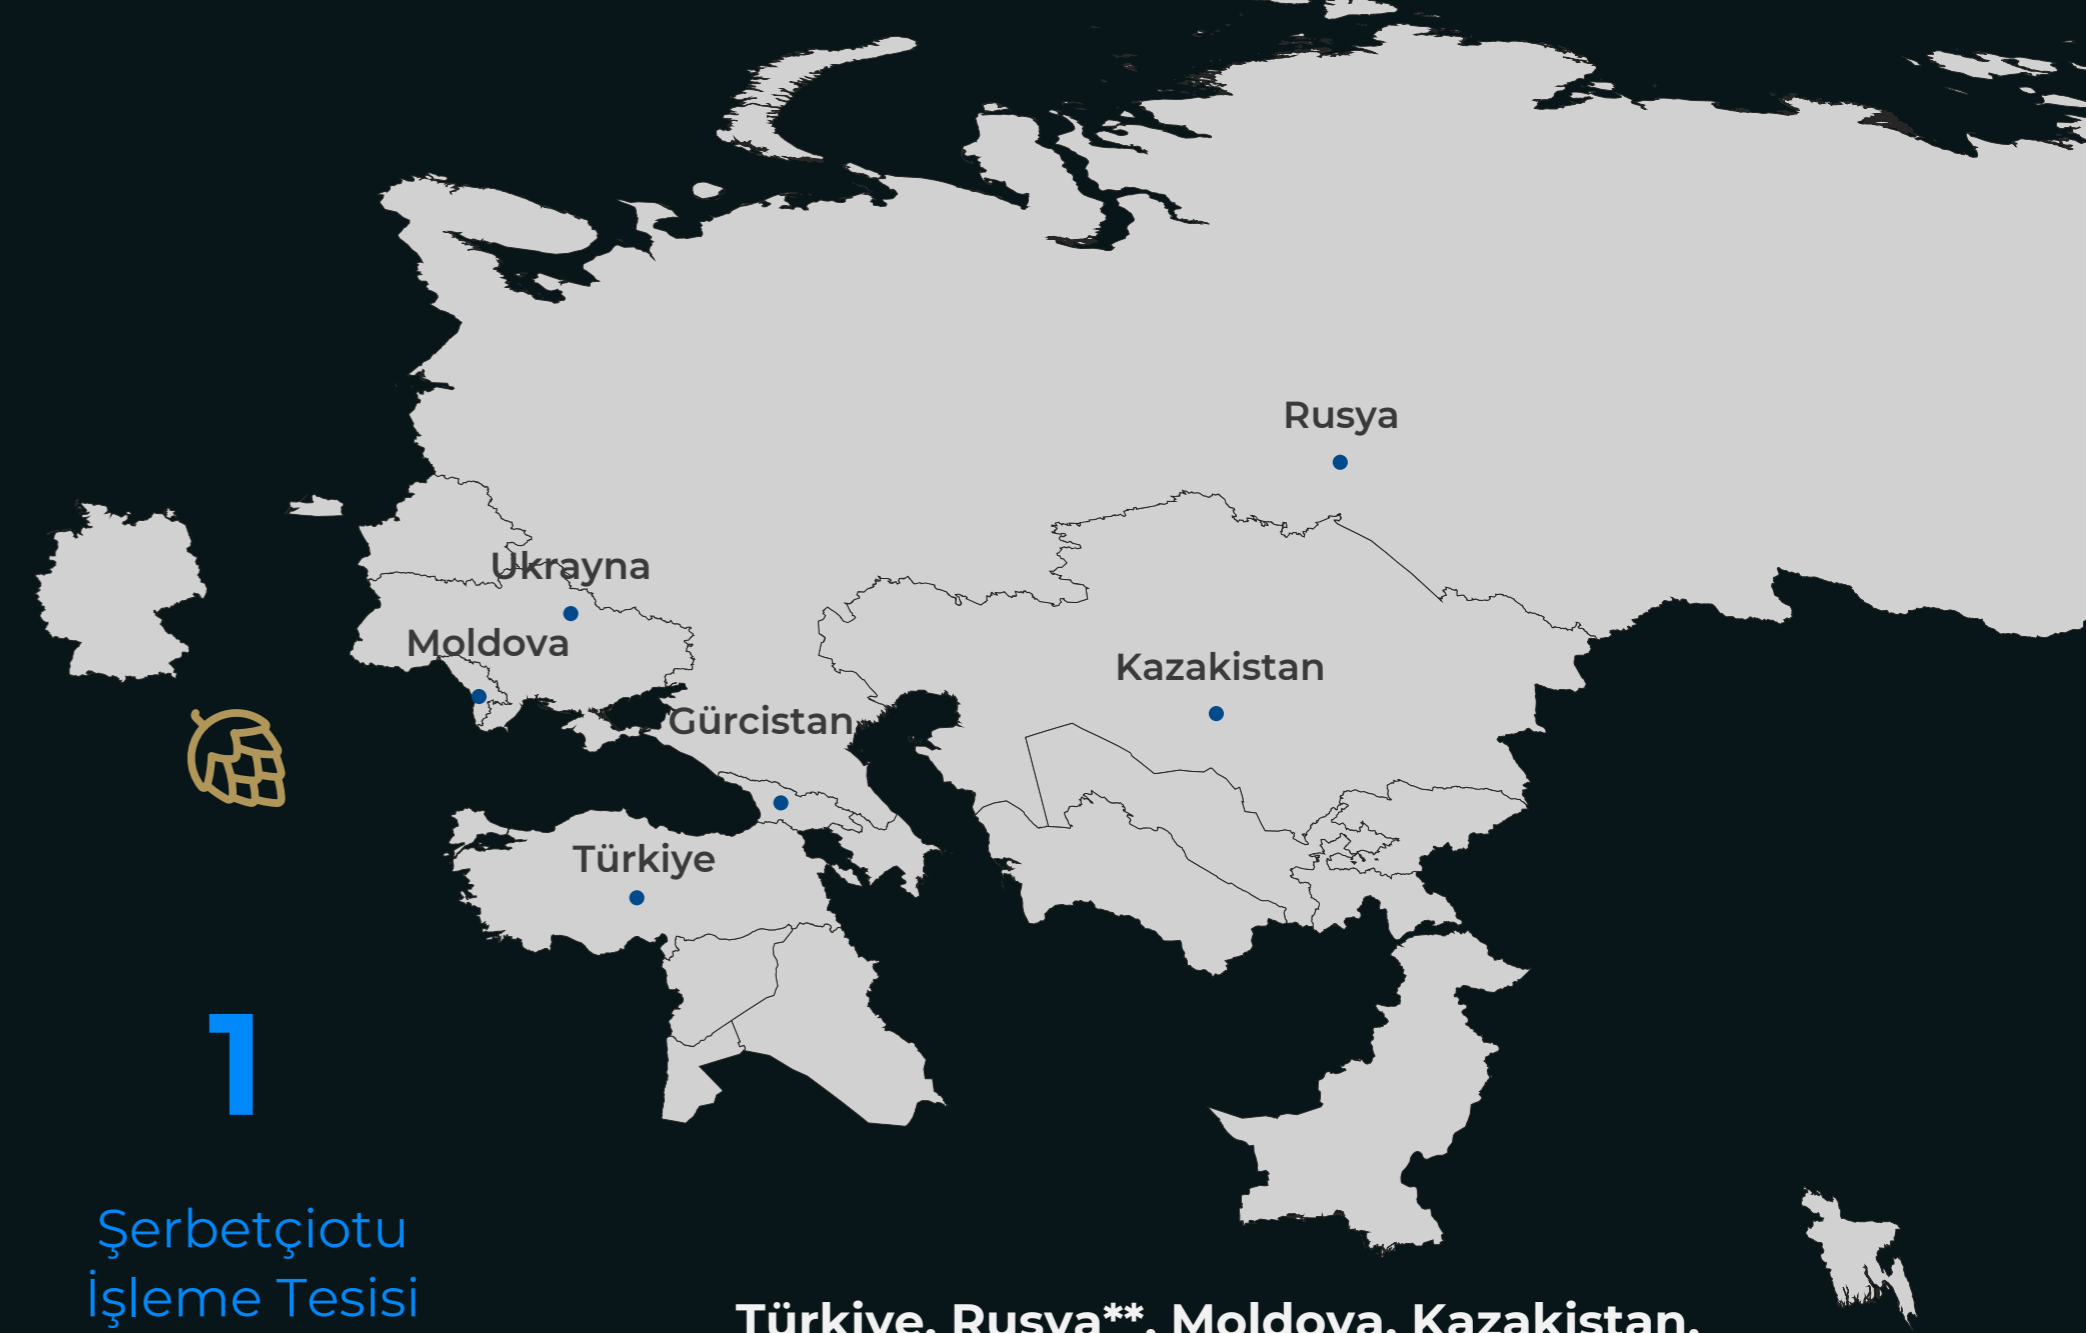 Rusya
Ukrayna
Moldova
Kazakistan
Gürcistan
Türkiye
1
Şerbetçiotu
İşleme Tesisi
Türkiye, Rusya**, Moldova, Kazakistan,